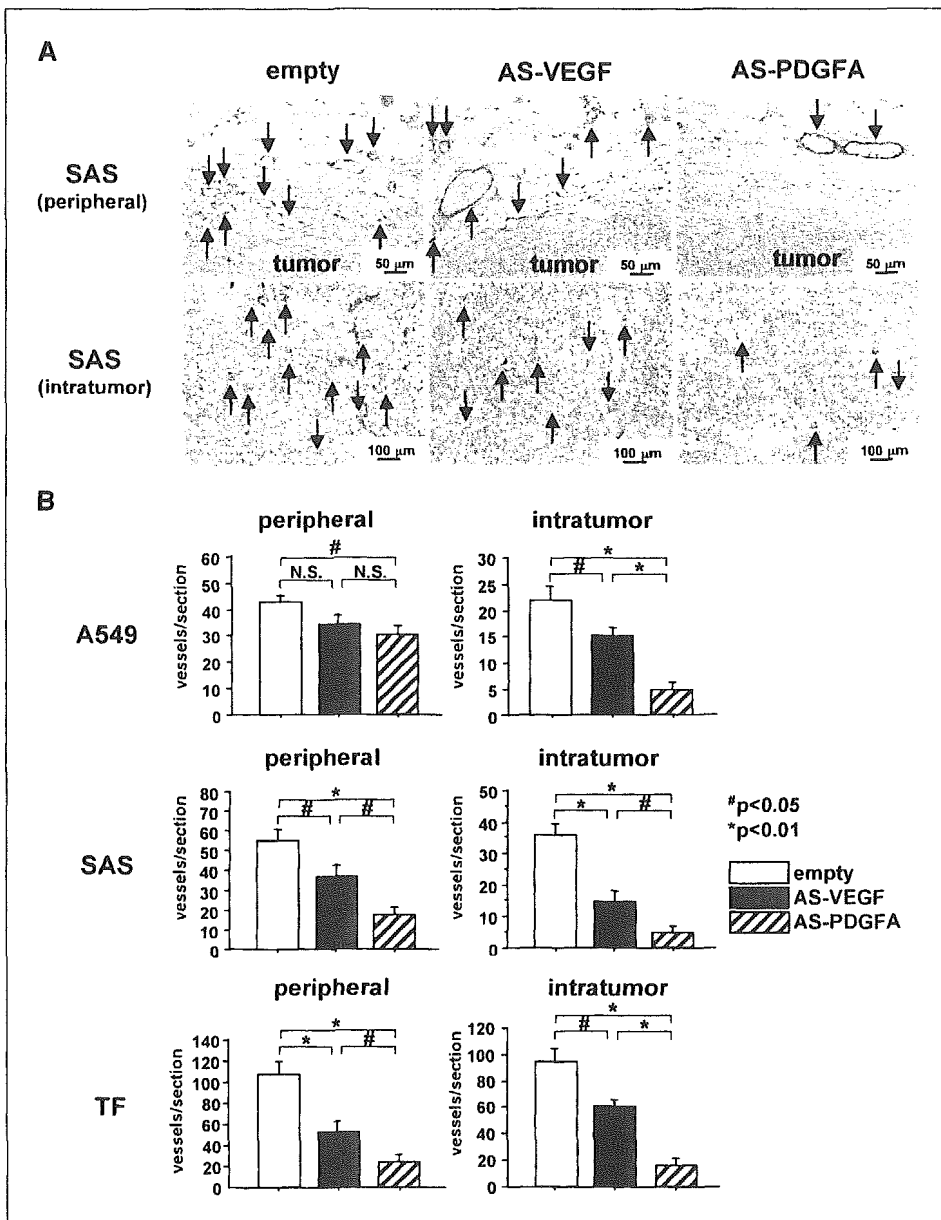 A
empty AS-VEGF AS-PDGFA
SAS
(peripheral)
tumor 50 μm tumor 50 μm tumor 50 μm
SAS
(intratumor)
100 μm 100 μm 100 μm
B
peripheral intratumor
A549
vessels/section
60
50
40
30
20
10
0
#
N.S. N.S.
vessels/section
30
25
20
15
10
5
0
*
# *
peripheral intratumor
SAS
vessels/section
80
70
60
50
40
30
20
10
0
*
# #
vessels/section
50
40
30
20
10
0
*
* #
#p<0.05
*p<0.01
empty
AS-VEGF
AS-PDGFA
peripheral intratumor
TF
vessels/section
140
120
100
80
60
40
20
0
*
* #
vessels/section
120
100
80
60
40
20
0
*
# *